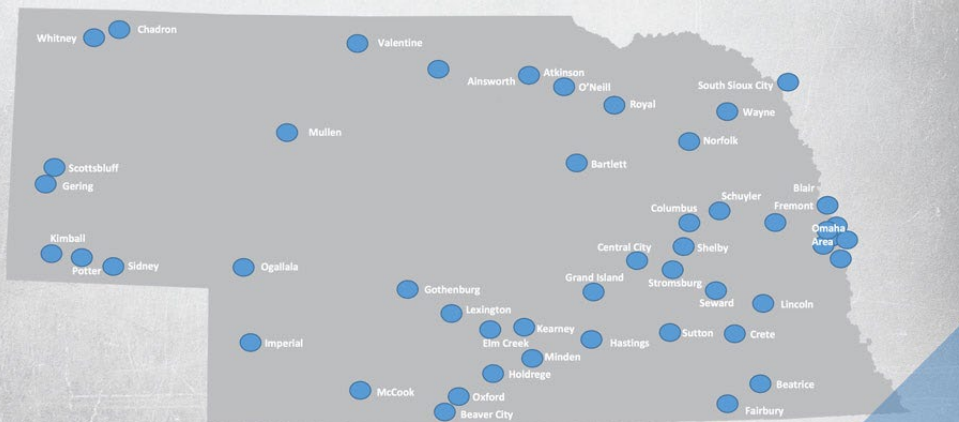 Whitney
Chadron
Valentine
Ainsworth
Atkinson
O'Neill
Royal
South Sioux City
Wayne
Mullen
Norfolk
Bartlett
Scottsbluff
Gering
Blair
Schuyler
Fremont
Columbus
Omaha
Area
Kimball
Potter
Sidney
Ogallala
Central City
Shelby
Grand Island
Stromsburg
Gothenburg
Seward
Lincoln
Lexington
Kearney
Elm Creek
Imperial
Hastings
Sutton
Crete
Minden
Holdrege
McCook
Oxford
Beaver City
Beatrice
Fairbury